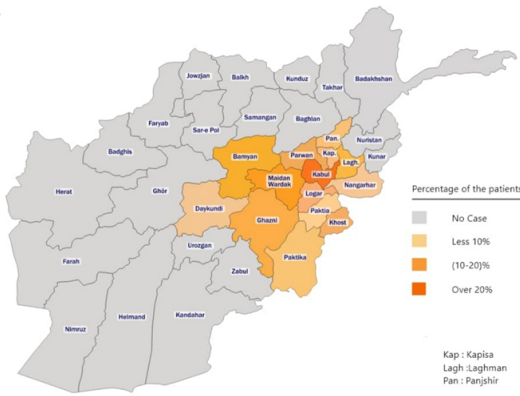 Jowzjan
Balkh
Kunduz
Badakhshan
Takhar
Faryab
Sar-e Pol
Samangan
Baghlan
Pan.
Nuristan
Badghis
Bamyan
Parwan
Kap.
Lagh.
Kunar
Herat
Ghōr
Maidan
Wardak
Kabul
Nangarhar
Logar
Daykundi
Ghazni
Paktia
Khost
Farah
Urozgan
Zabul
Paktika
Nimruz
Helmand
Kandahar
Percentage of the patients
No Case
Less 10%
(10-20)%
Over 20%
Kap : Kapisa
Lagh :Laghman
Pan : Panjshir